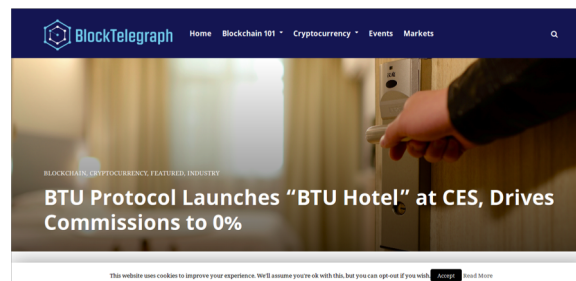 BlockTelegraph Home Blockchain 101 Cryptocurrency Events Markets
BLOCKCHAIN, CRYPTOCURRENCY, FEATURED, INDUSTRY
BTU Protocol Launches “BTU Hotel” at CES, Drives
Commissions to 0%
This website uses cookies to improve your experience. We'll assume you're ok with this, but you can opt-out if you wish. Accept Read More